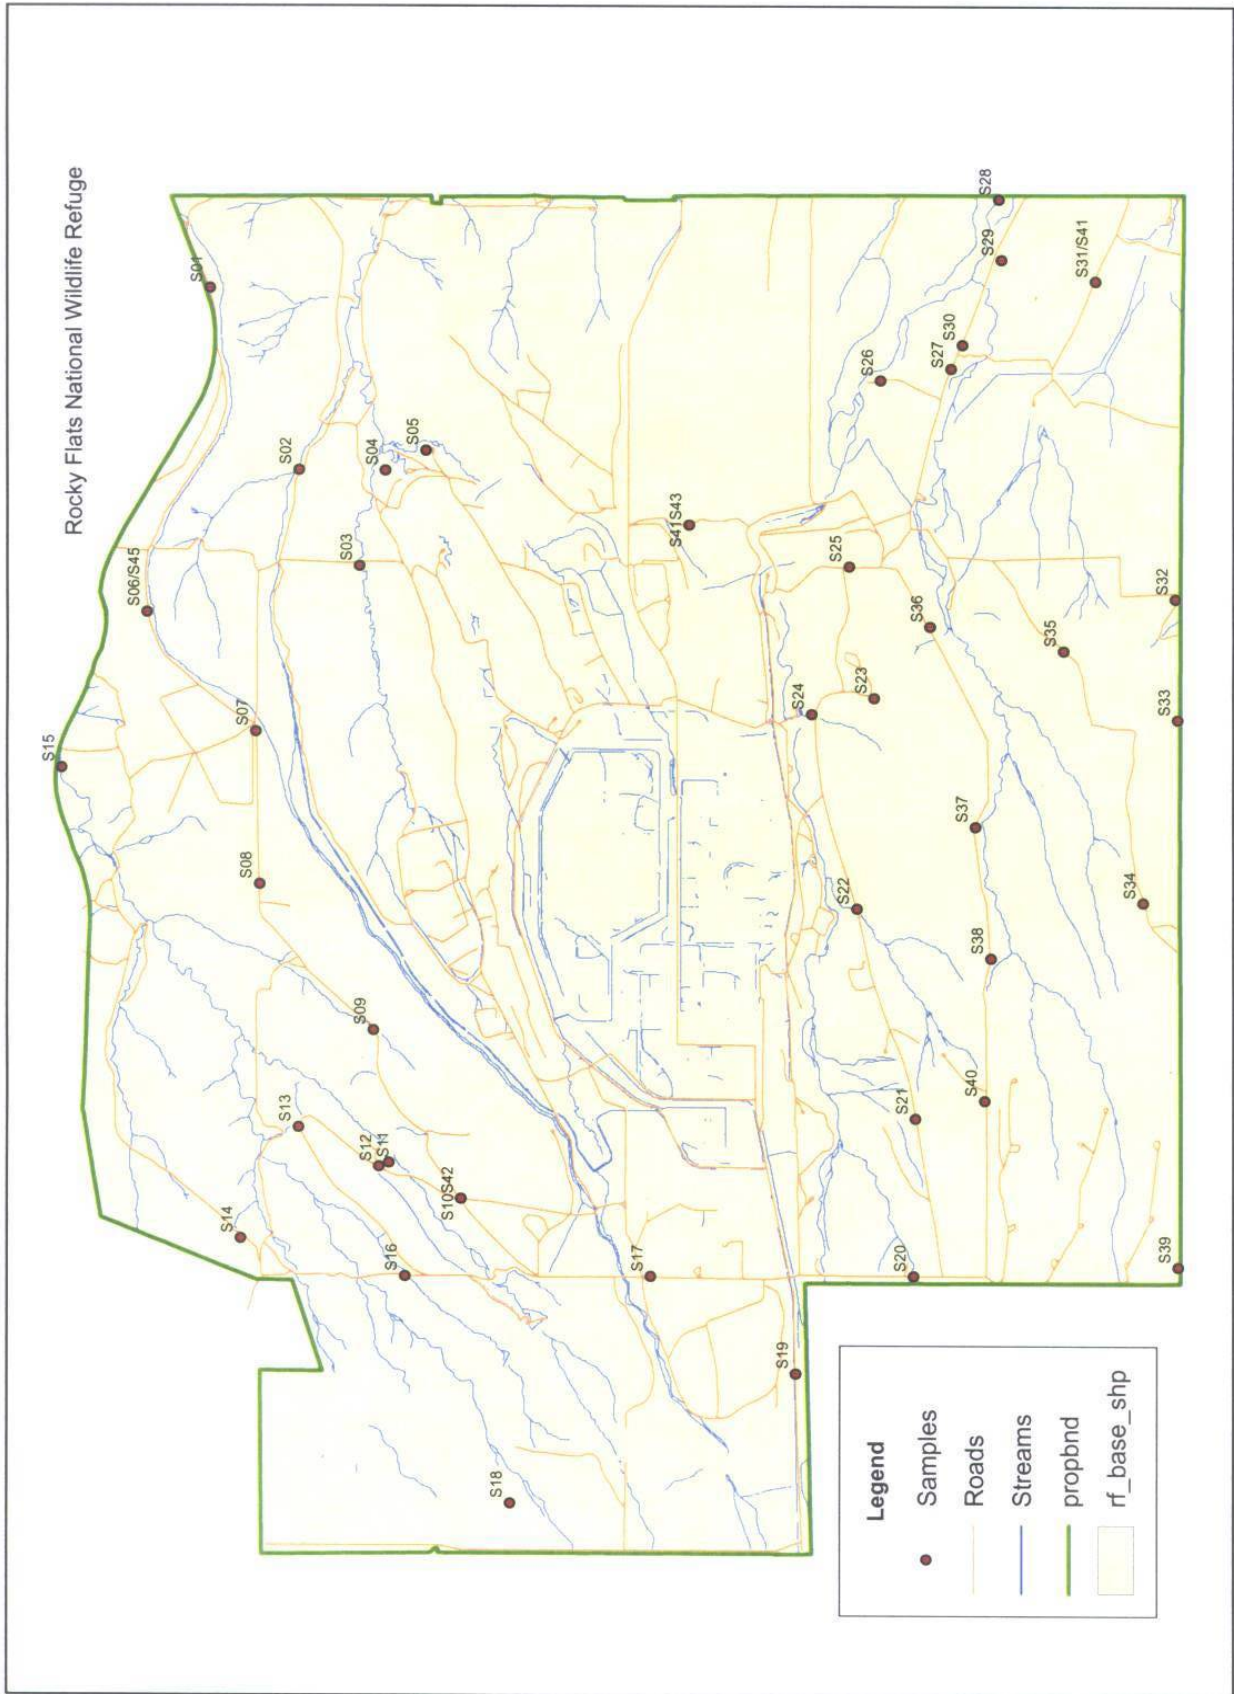 Rocky Flats National Wildlife Refuge
S15
S06/S45
S01
S14
S13
S08
S07
S02
S16
S12
S11
S09
S03
S04
S05
S18
S10S42
S17
S41S43
S19
S20
S21
S22
S24
S23
S25
S26
S40
S38
S37
S36
S27
S30
S29
S28
S39
S34
S33
S35
S32
S31/S41
Legend
Samples
Roads
Streams
propbnd
rf_base_shp